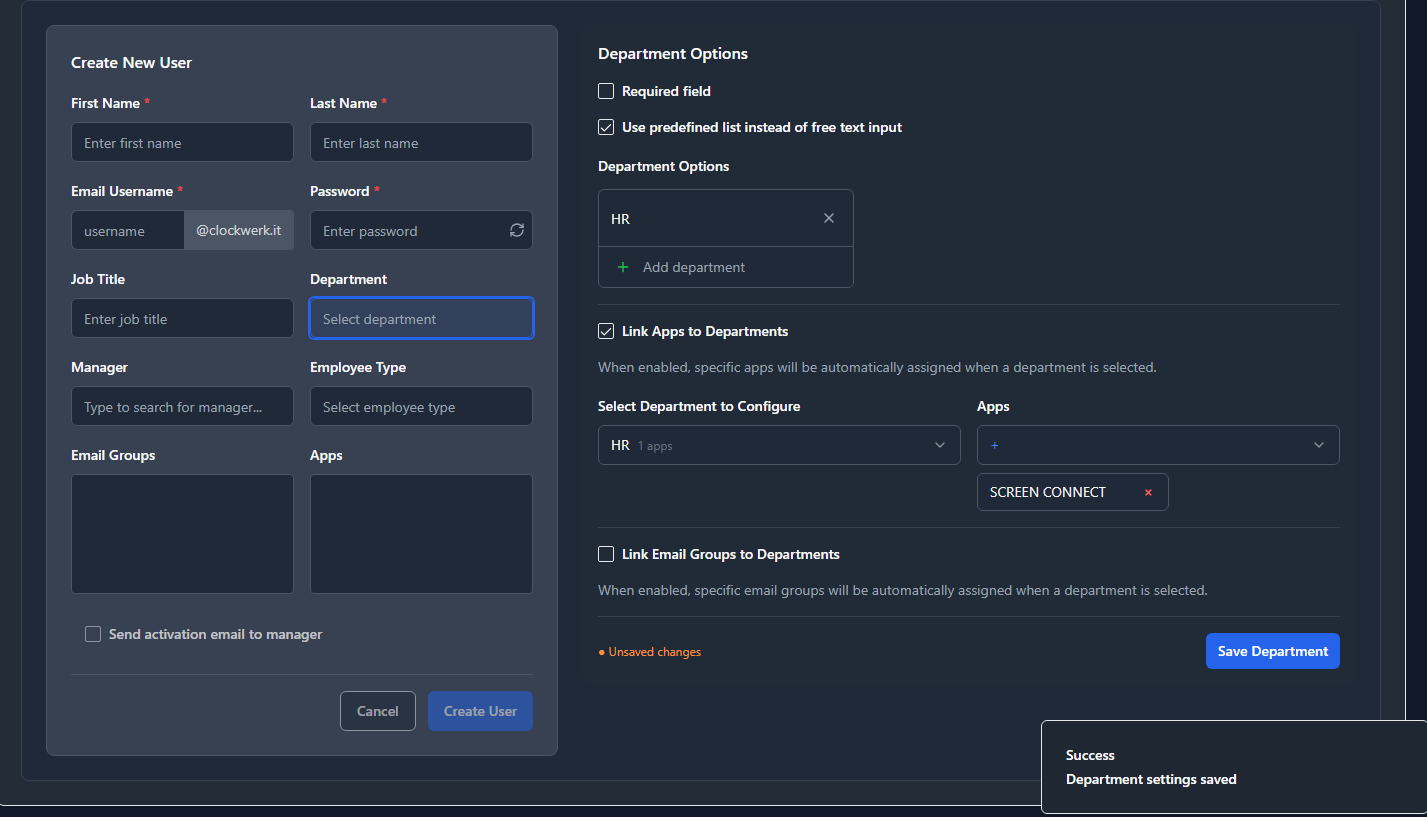 Create New User
First Name *
Last Name *
Enter first name
Enter last name
Email Username *
Password *
username
@clockwerk.it
Enter password
Job Title
Department
Enter job title
Select department
Manager
Employee Type
Type to search for manager...
Select employee type
Email Groups
Apps
Send activation email to manager
Cancel
Create User
Department Options
Required field
Use predefined list instead of free text input
Department Options
HR
+ Add department
Link Apps to Departments
When enabled, specific apps will be automatically assigned when a department is selected.
Select Department to Configure
Apps
HR 1 apps
+
SCREEN CONNECT ×
Link Email Groups to Departments
When enabled, specific email groups will be automatically assigned when a department is selected.
● Unsaved changes
Save Department
Success
Department settings saved